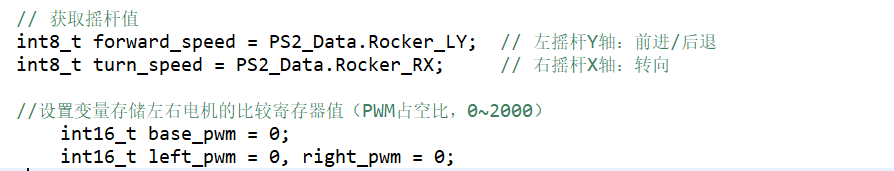 // 获取摇杆值
int8_t forward_speed = PS2_Data.Rocker_LY;  // 左摇杆Y轴：前进/后退
int8_t turn_speed = PS2_Data.Rocker_RX;     // 右摇杆X轴：转向
//设置变量存储左右电机的比较寄存器值（PWM占空比，0~2000）
    int16_t base_pwm = 0;
    int16_t left_pwm = 0, right_pwm = 0;